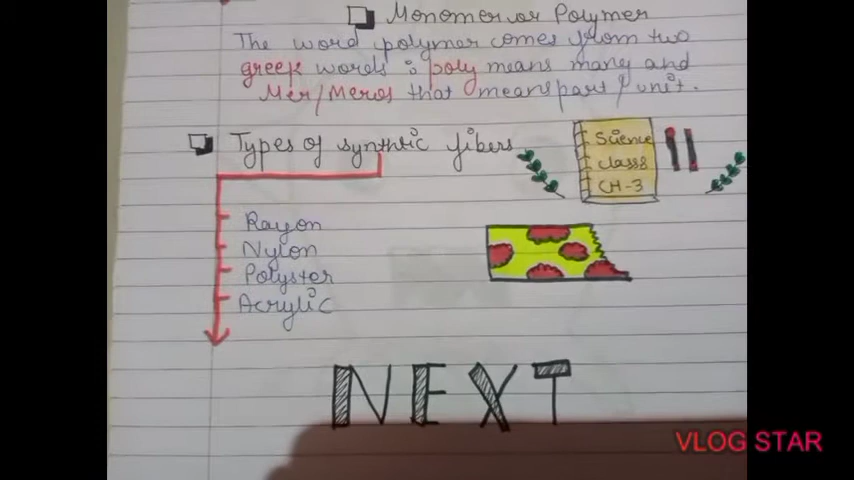 Monomer or Polymer
The word polymer comes from two
greek words : poly means many and
Mer/Meros that means part / unit.
Types of synthtic fibers
Science
class 8
CH-3
Rayon
Nylon
Polyster
Acrylic
NEXT
VLOG STAR